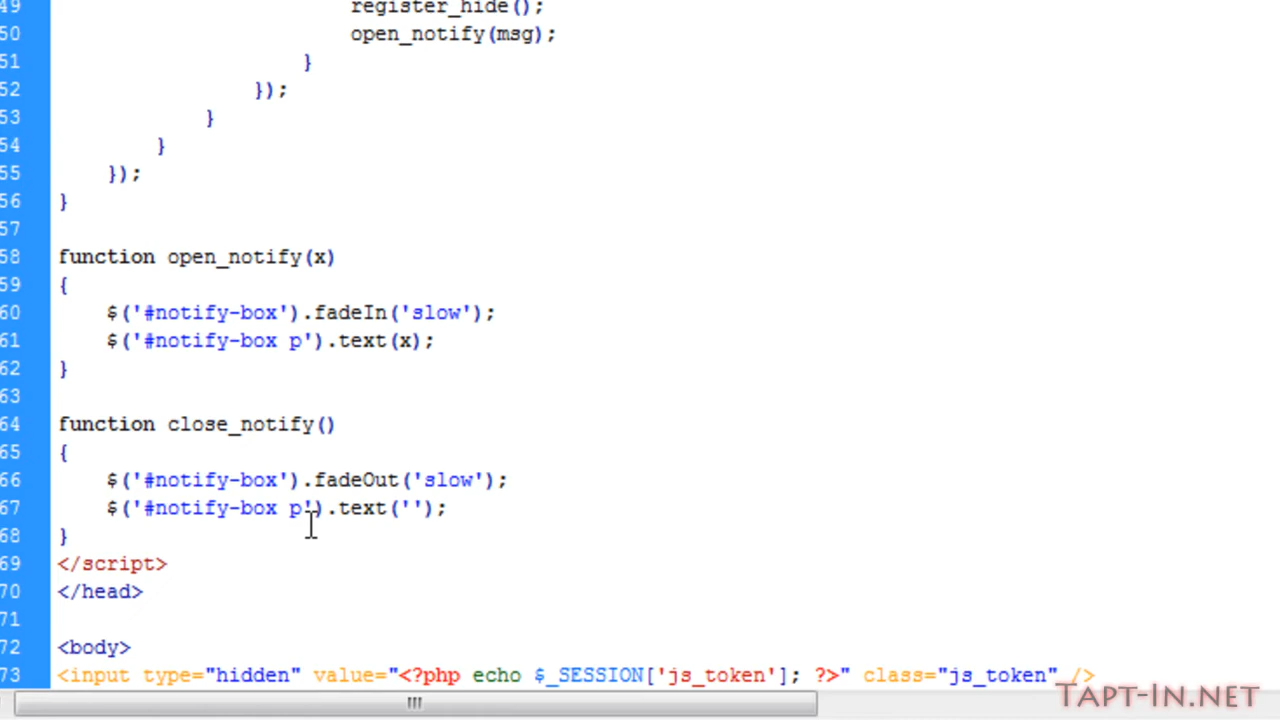 49 register_hide();
50 open_notify(msg);
51 }
52 });
53 }
54 }
55 });
56 }
57
58 function open_notify(x)
59 {
60 $('#notify-box').fadeIn('slow');
61 $('#notify-box p').text(x);
62 }
63
64 function close_notify()
65 {
66 $('#notify-box').fadeOut('slow');
67 $('#notify-box p').text('');
68 }
69 </script>
70 </head>
71
72 <body>
73 <input type="hidden" value="<?php echo $_SESSION['js_token']; ?>" class="js_token" />
Tapt-In.net